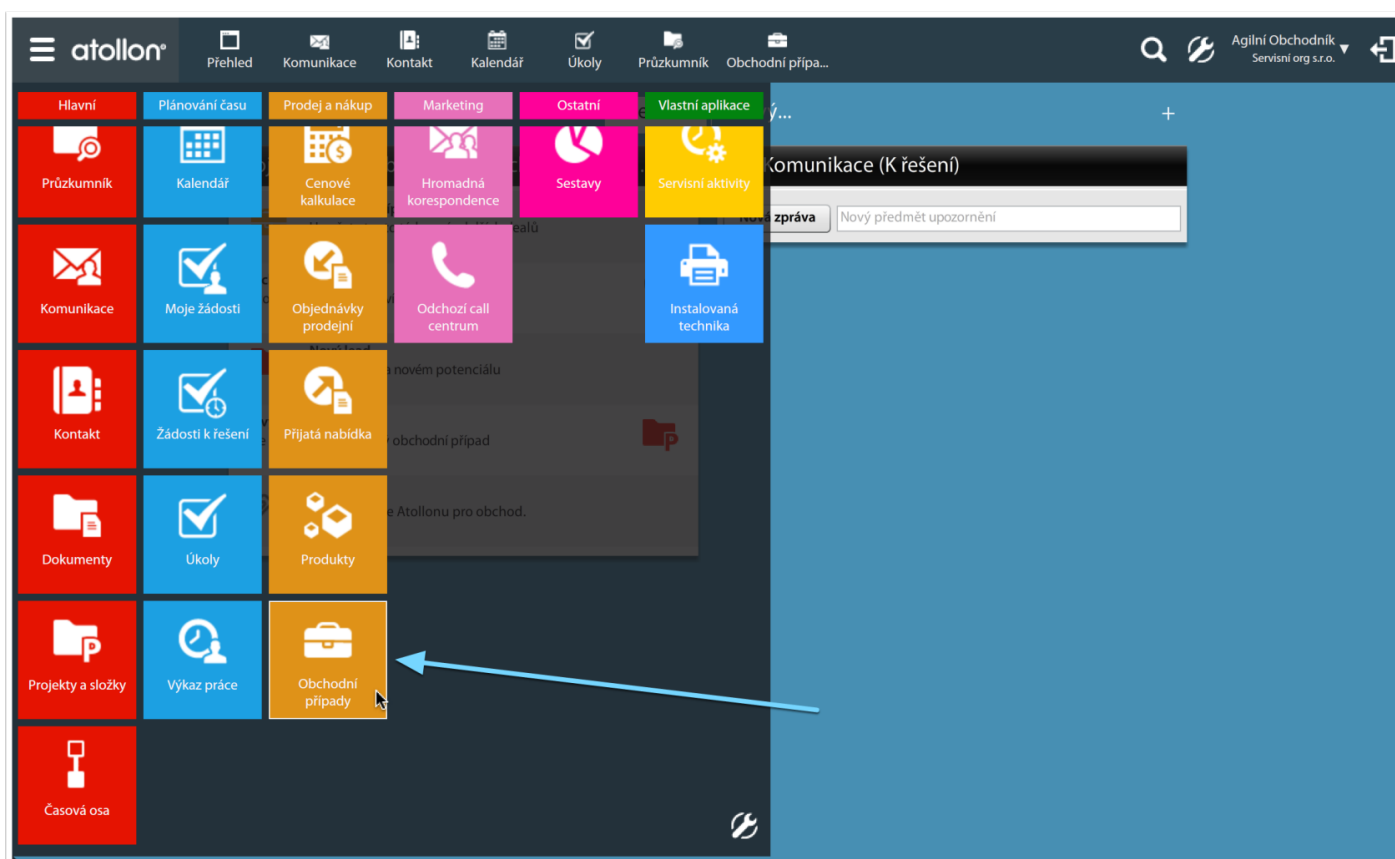 atollon
Přehled
Komunikace
Kontakt
Kalendář
Úkoly
Průzkumník
Obchodní přípa...
Agilní Obchodník
Servisní org s.r.o.
Hlavní
Plánování času
Prodej a nákup
Marketing
Ostatní
Vlastní aplikace
ý...
+
Průzkumník
Kalendář
Cenové
kalkulace
Hromadná
korespondence
Sestavy
Servisní aktivity
Komunikace (K řešení)
Nová zpráva
Nový předmět upozornění
Komunikace
Moje žádosti
Objednávky
prodejní
Odchozí call
centrum
Instalovaná
technika
Nový lead
a novém potenciálu
Kontakt
Žádosti k řešení
Přijatá nabídka
obchodní případ
Dokumenty
Úkoly
Produkty
e Atollonu pro obchod.
Projekty a složky
Výkaz práce
Obchodní
případy
Časová osa